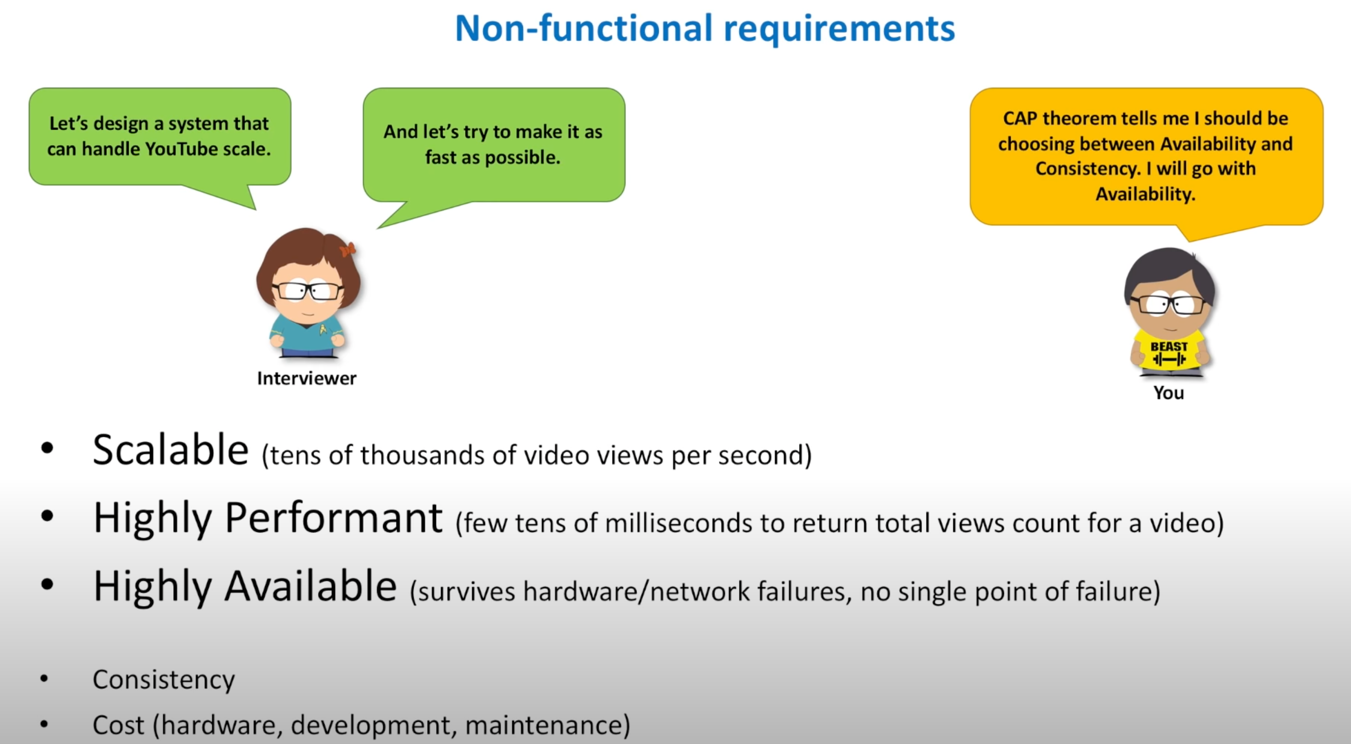 Non-functional requirements
Let’s design a system that
can handle YouTube scale.
And let’s try to make it as
fast as possible.
CAP theorem tells me I should be
choosing between Availability and
Consistency. I will go with
Availability.
Interviewer
BEAST
You
• Scalable (tens of thousands of video views per second)
• Highly Performant (few tens of milliseconds to return total views count for a video)
• Highly Available (survives hardware/network failures, no single point of failure)
• Consistency
• Cost (hardware, development, maintenance)